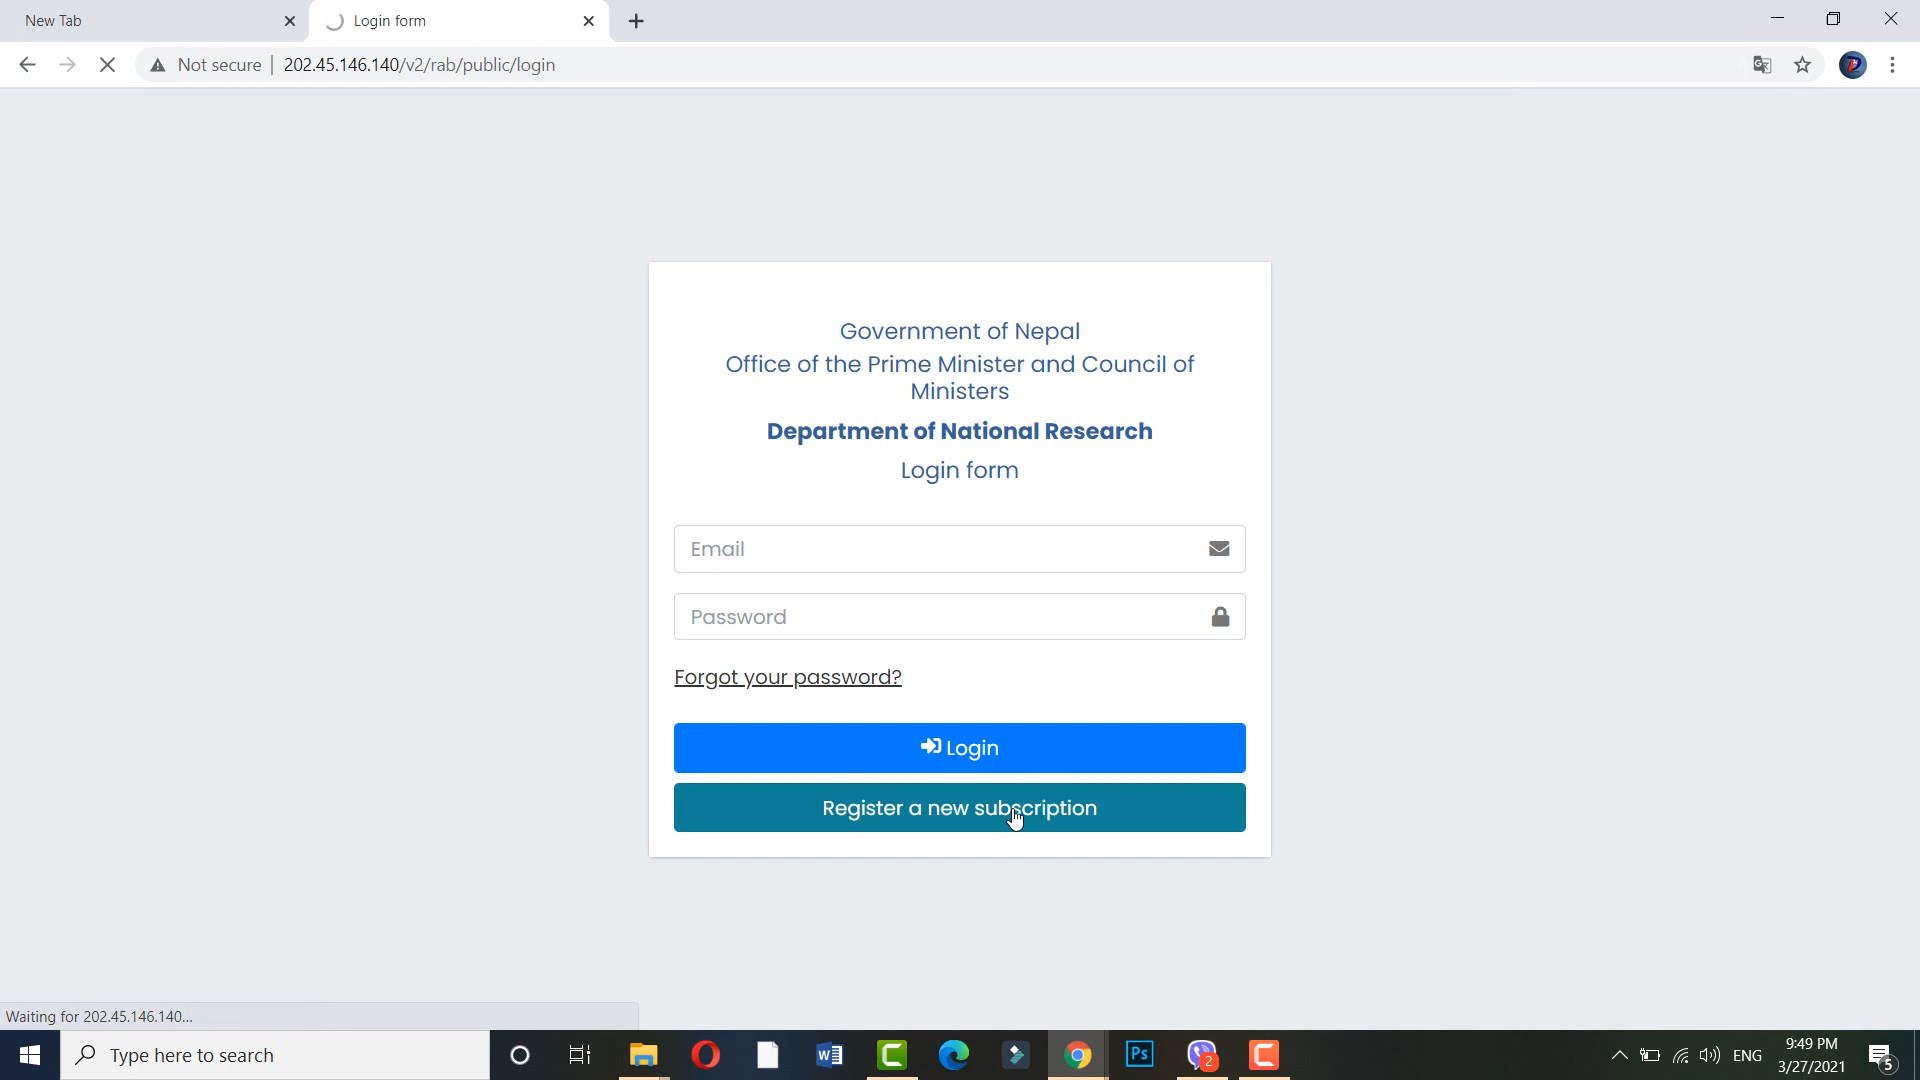 New Tab
Login form
Not secure
202.45.146.140/v2/rab/public/login
Government of Nepal
Office of the Prime Minister and Council of
Ministers
Department of National Research
Login form
Email
Password
Forgot your password?
Login
Register a new subscription
Waiting for 202.45.146.140...
Type here to search
Ps
2
ENG
9:49 PM
3/27/2021
5